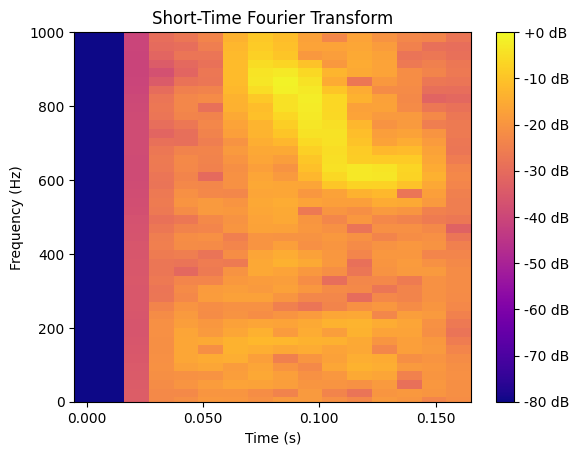 Short-Time Fourier Transform
1000
800
600
400
200
0
Frequency (Hz)
0.000
0.050
0.100
0.150
Time (s)
+0 dB
-10 dB
-20 dB
-30 dB
-40 dB
-50 dB
-60 dB
-70 dB
-80 dB